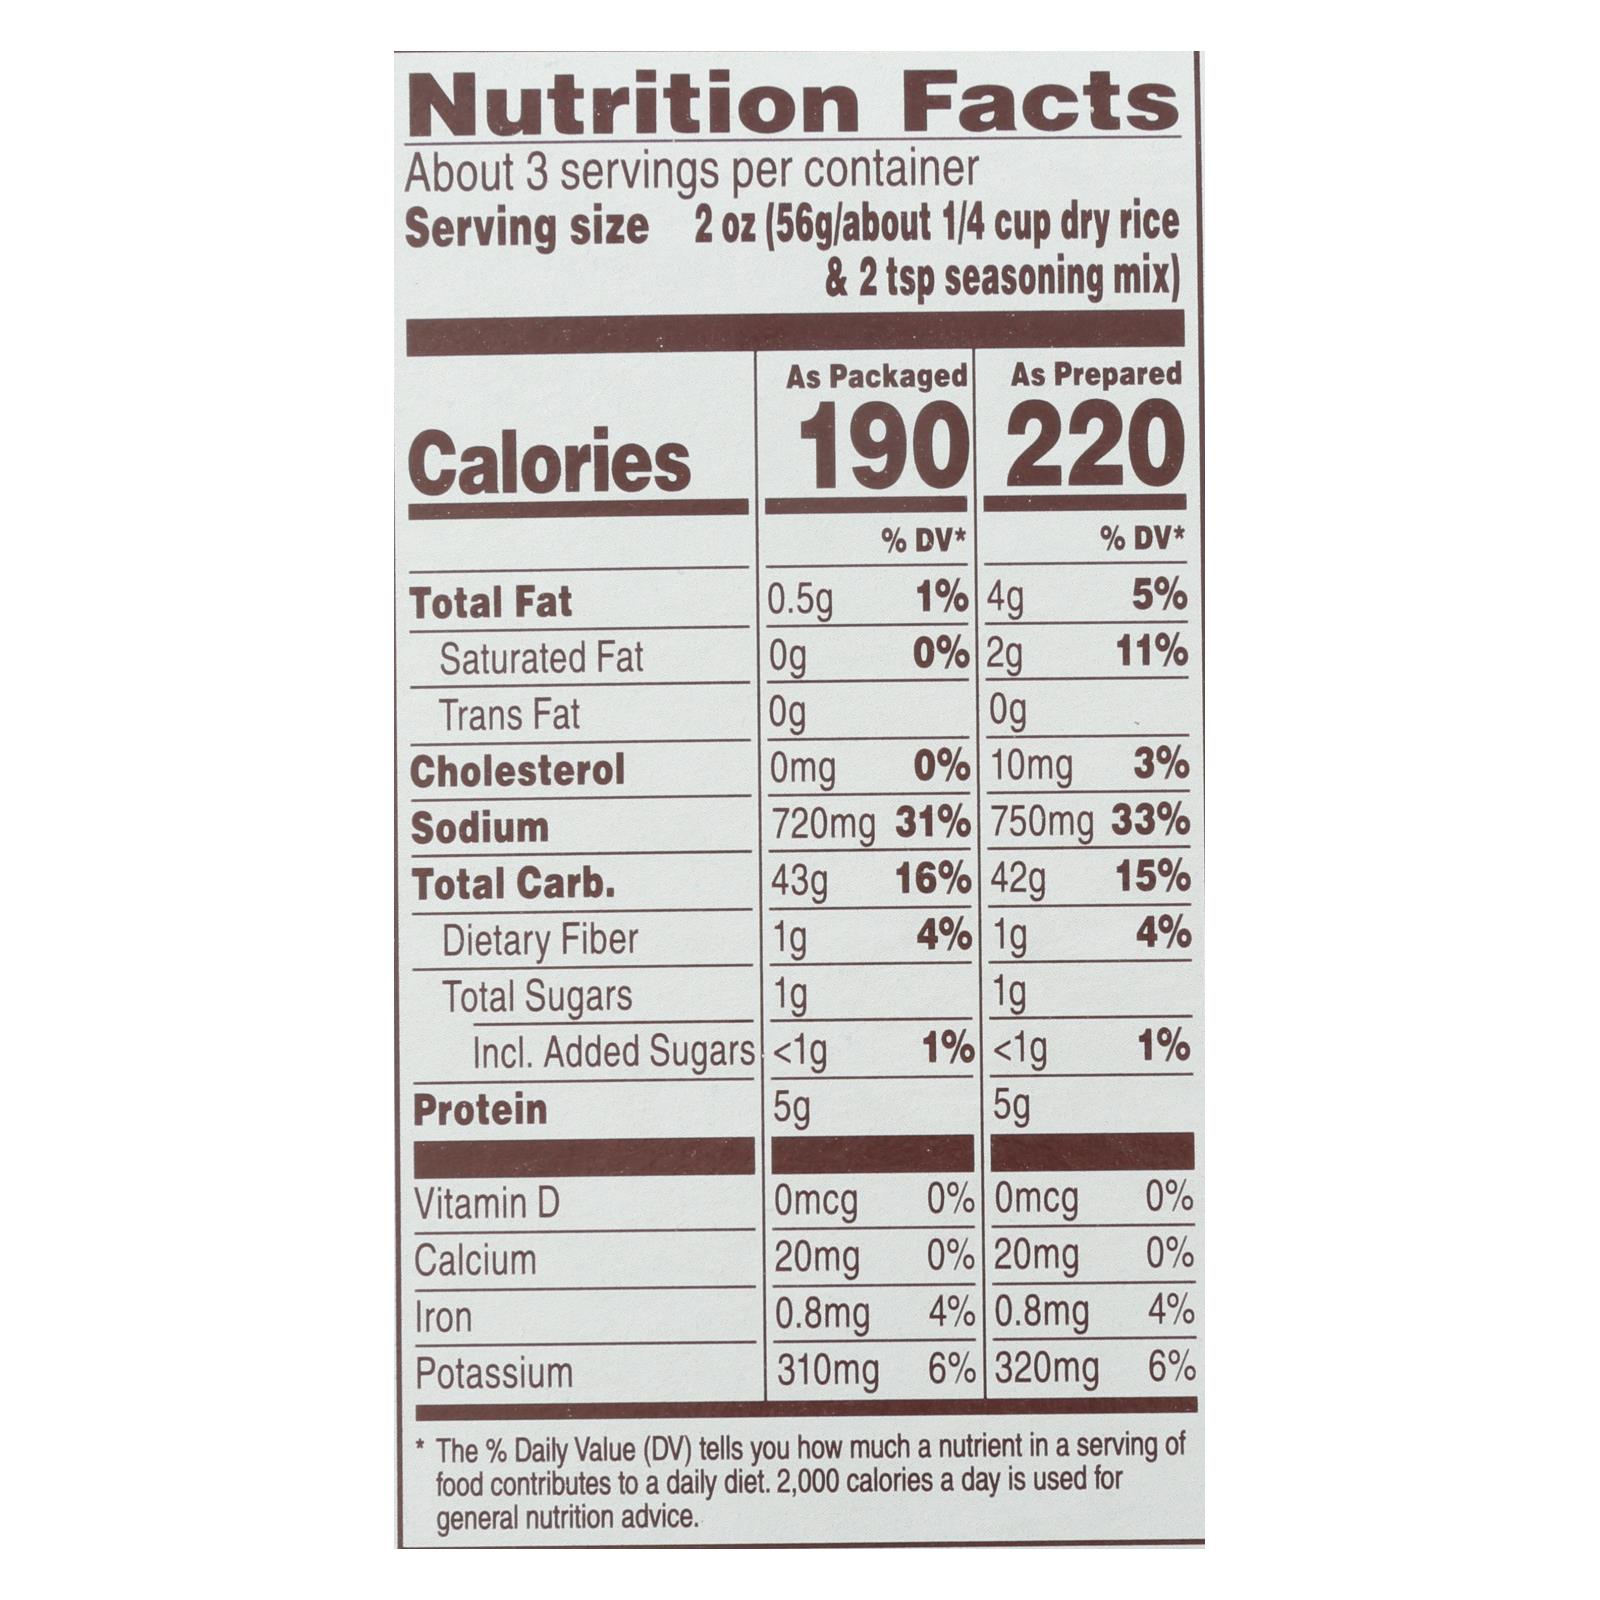 Nutrition Facts
About 3 servings per container
Serving size 2 oz (56g/about 1/4 cup dry rice
& 2 tsp seasoning mix)
As Packaged As Prepared
Calories 190 220
% DV* % DV*
Total Fat 0.5g 1% 4g 5%
Saturated Fat 0g 0% 2g 11%
Trans Fat 0g 0g
Cholesterol 0mg 0% 10mg 3%
Sodium 720mg 31% 750mg 33%
Total Carb. 43g 16% 42g 15%
Dietary Fiber 1g 4% 1g 4%
Total Sugars 1g 1g
Incl. Added Sugars <1g 1% <1g 1%
Protein 5g 5g
Vitamin D 0mcg 0% 0mcg 0%
Calcium 20mg 0% 20mg 0%
Iron 0.8mg 4% 0.8mg 4%
Potassium 310mg 6% 320mg 6%
* The % Daily Value (DV) tells you how much a nutrient in a serving of
food contributes to a daily diet. 2,000 calories a day is used for
general nutrition advice.